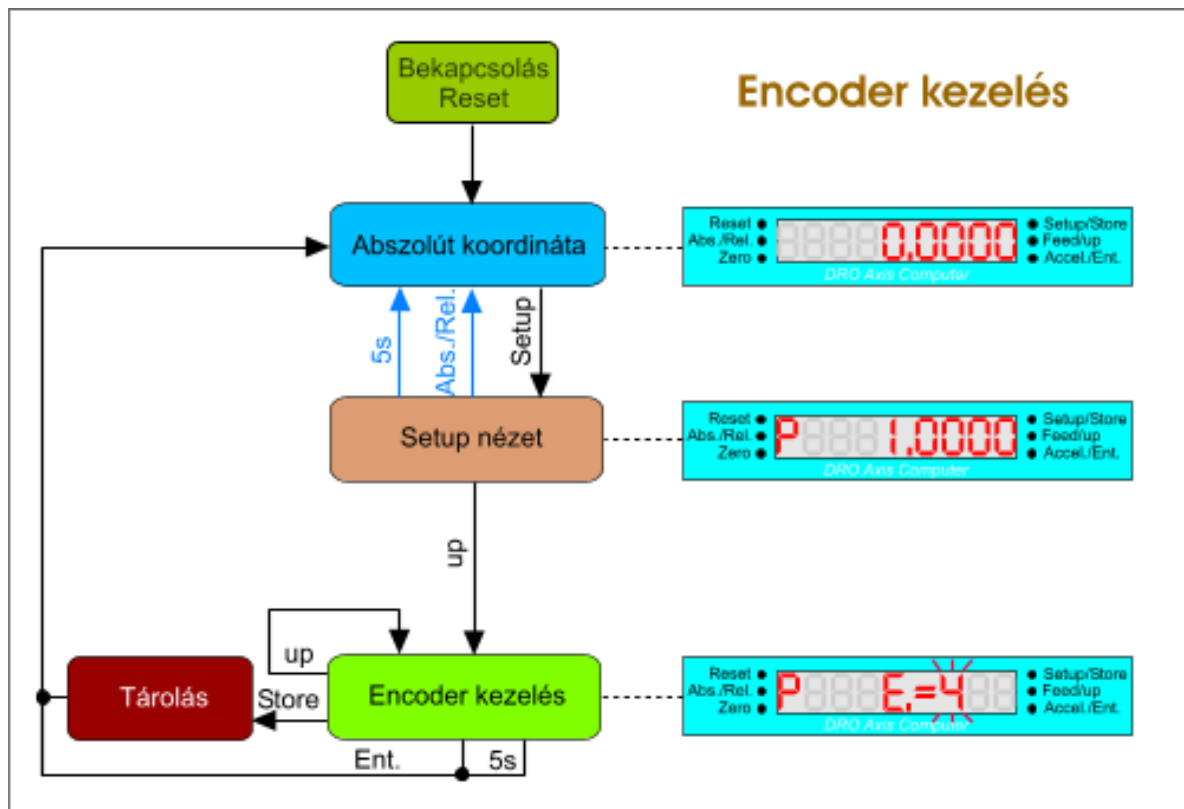 Bekapcsolás
Reset
Encoder kezelés
Abszolút koordináta
Reset
Abs./Rel.
Zero
0.0000
Setup/Store
Feed/up
Accel./Ent.
DRO Axis Computer
5s
Abs./Rel.
Setup
Setup nézet
Reset
Abs./Rel.
Zero
P 1.0000
Setup/Store
Feed/up
Accel./Ent.
DRO Axis Computer
up
up
Tárolás
Store
Encoder kezelés
Reset
Abs./Rel.
Zero
P E.=4
Setup/Store
Feed/up
Accel./Ent.
DRO Axis Computer
Ent.
5s